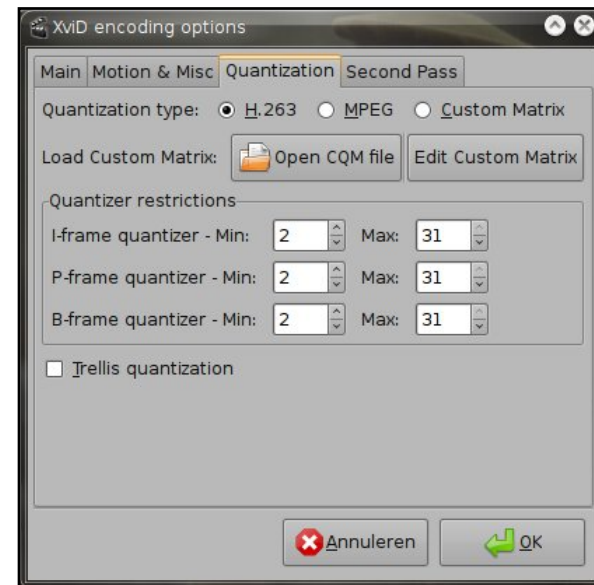 XviD encoding options
Main Motion & Misc Quantization Second Pass
Quantization type: H.263 MPEG Custom Matrix
Load Custom Matrix: Open CQM file Edit Custom Matrix
Quantizer restrictions
I-frame quantizer - Min: 2 Max: 31
P-frame quantizer - Min: 2 Max: 31
B-frame quantizer - Min: 2 Max: 31
Trellis quantization
Annuleren OK